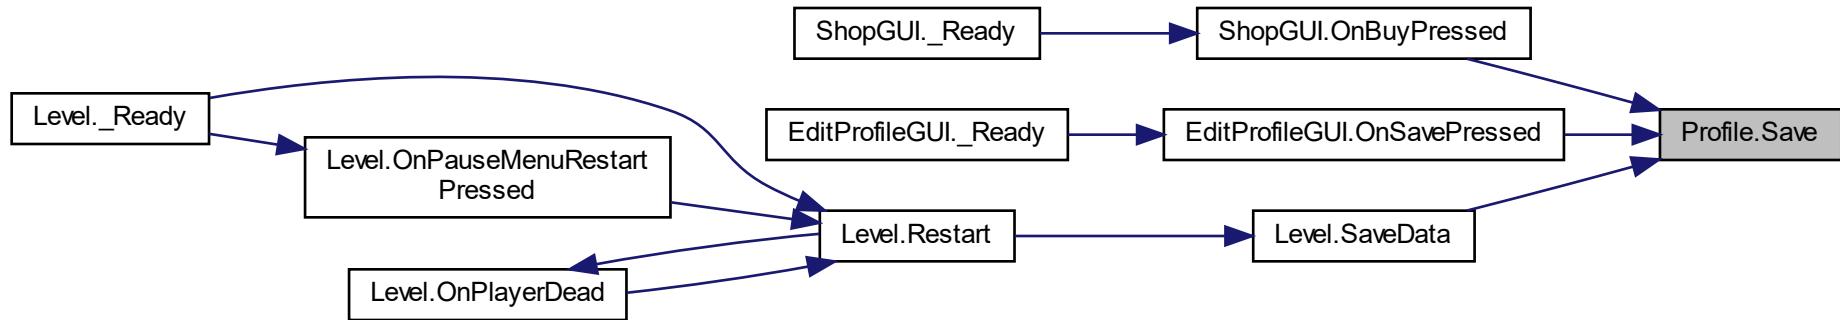 ShopGUI._Ready
ShopGUI.OnBuyPressed
Level._Ready
EditProfileGUI._Ready
EditProfileGUI.OnSavePressed
Profile.Save
Level.OnPauseMenuRestart
Pressed
Level.Restart
Level.SaveData
Level.OnPlayerDead